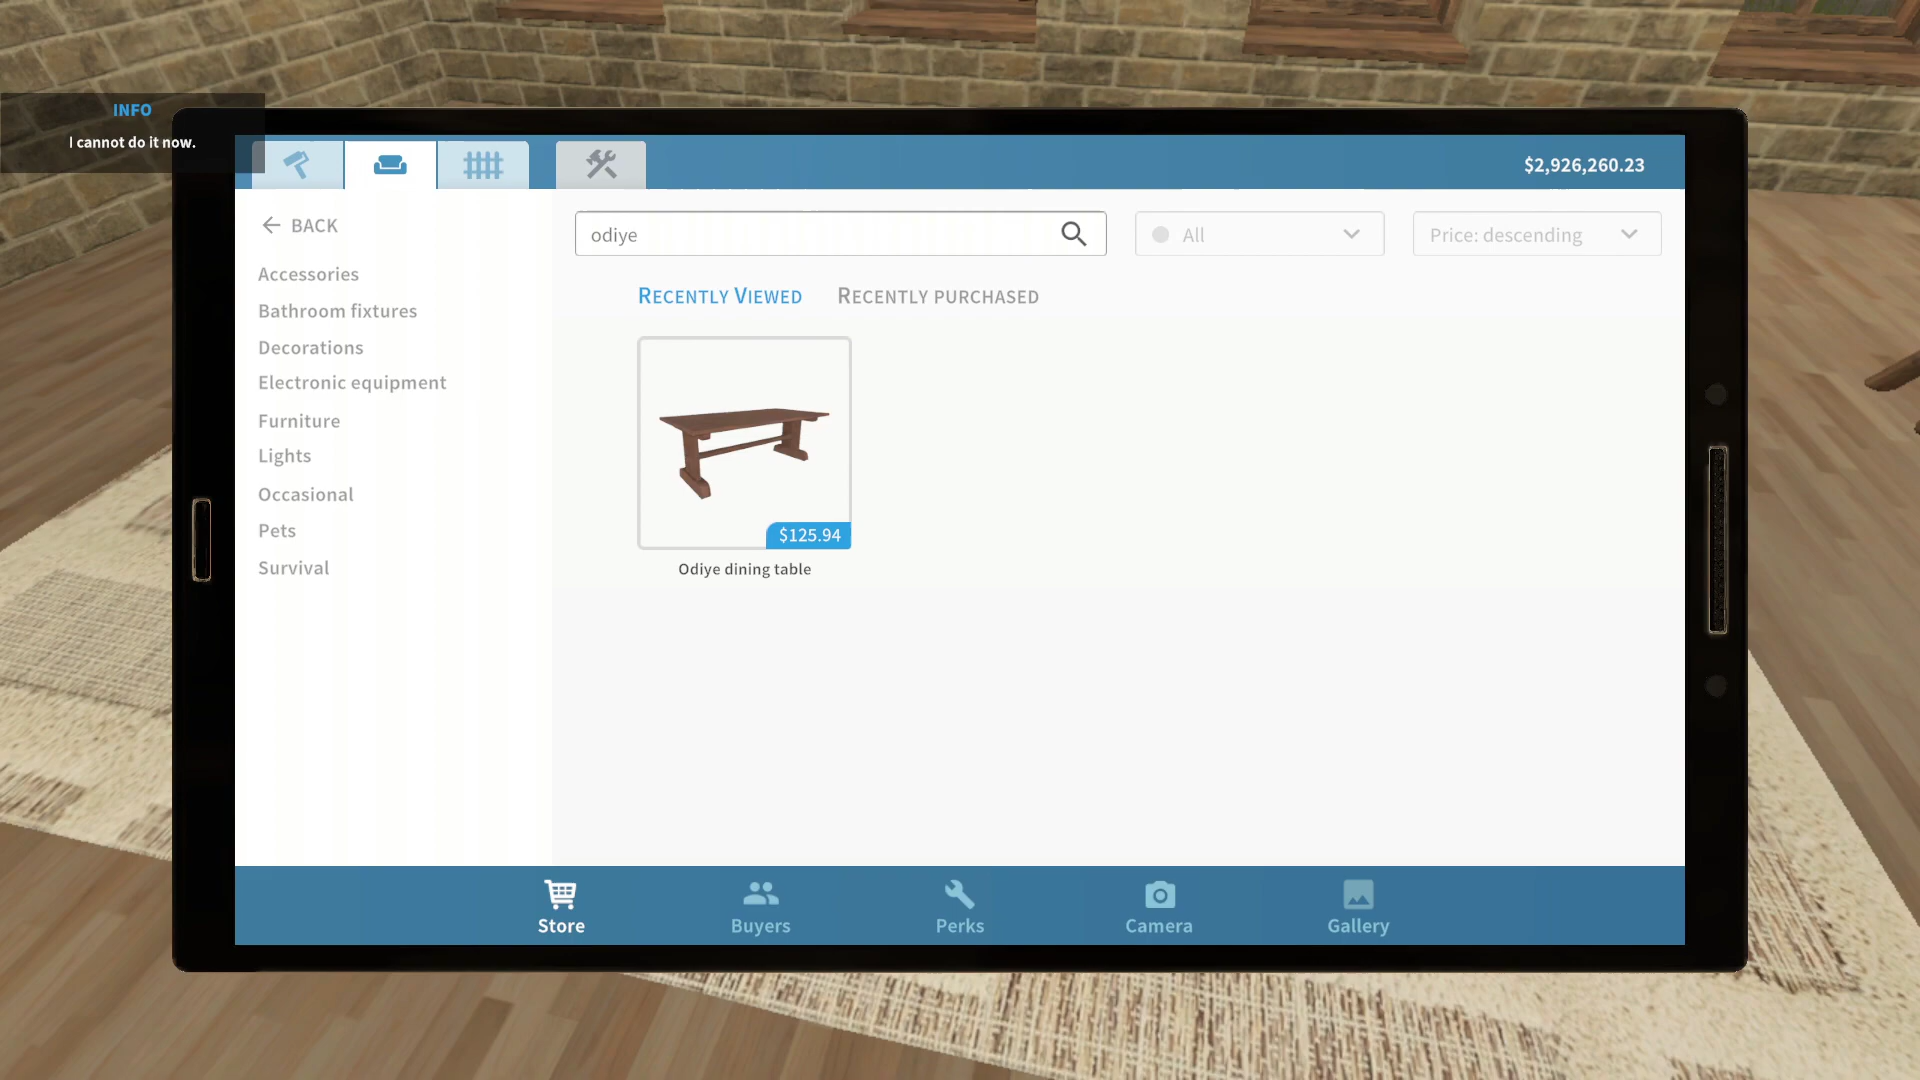 INFO
I cannot do it now.
$2,926,260.23
BACK
odiye
All
Price: descending
Accessories
Bathroom fixtures
Decorations
Electronic equipment
Furniture
Lights
Occasional
Pets
Survival
RECENTLY VIEWED
RECENTLY PURCHASED
$125.94
Odiye dining table
Store
Buyers
Perks
Camera
Gallery